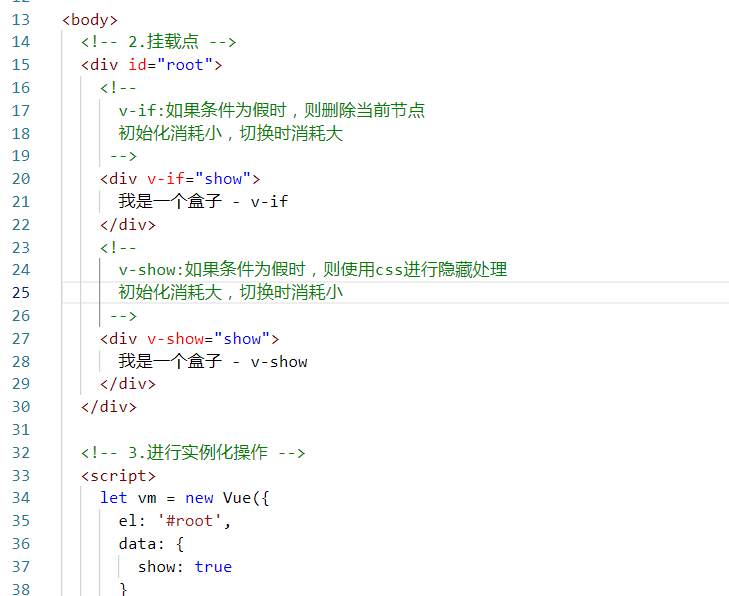 13 <body>
14 <!-- 2.挂载点 -->
15 <div id="root">
16 <!--
17 v-if:如果条件为假时，则删除当前节点
18 初始化消耗小，切换时消耗大
19 -->
20 <div v-if="show">
21 我是一个盒子 - v-if
22 </div>
23 <!--
24 v-show:如果条件为假时，则使用css进行隐藏处理
25 初始化消耗大，切换时消耗小
26 -->
27 <div v-show="show">
28 我是一个盒子 - v-show
29 </div>
30 </div>
31
32 <!-- 3.进行实例化操作 -->
33 <script>
34 let vm = new Vue({
35 el: '#root',
36 data: {
37 show: true
38 }